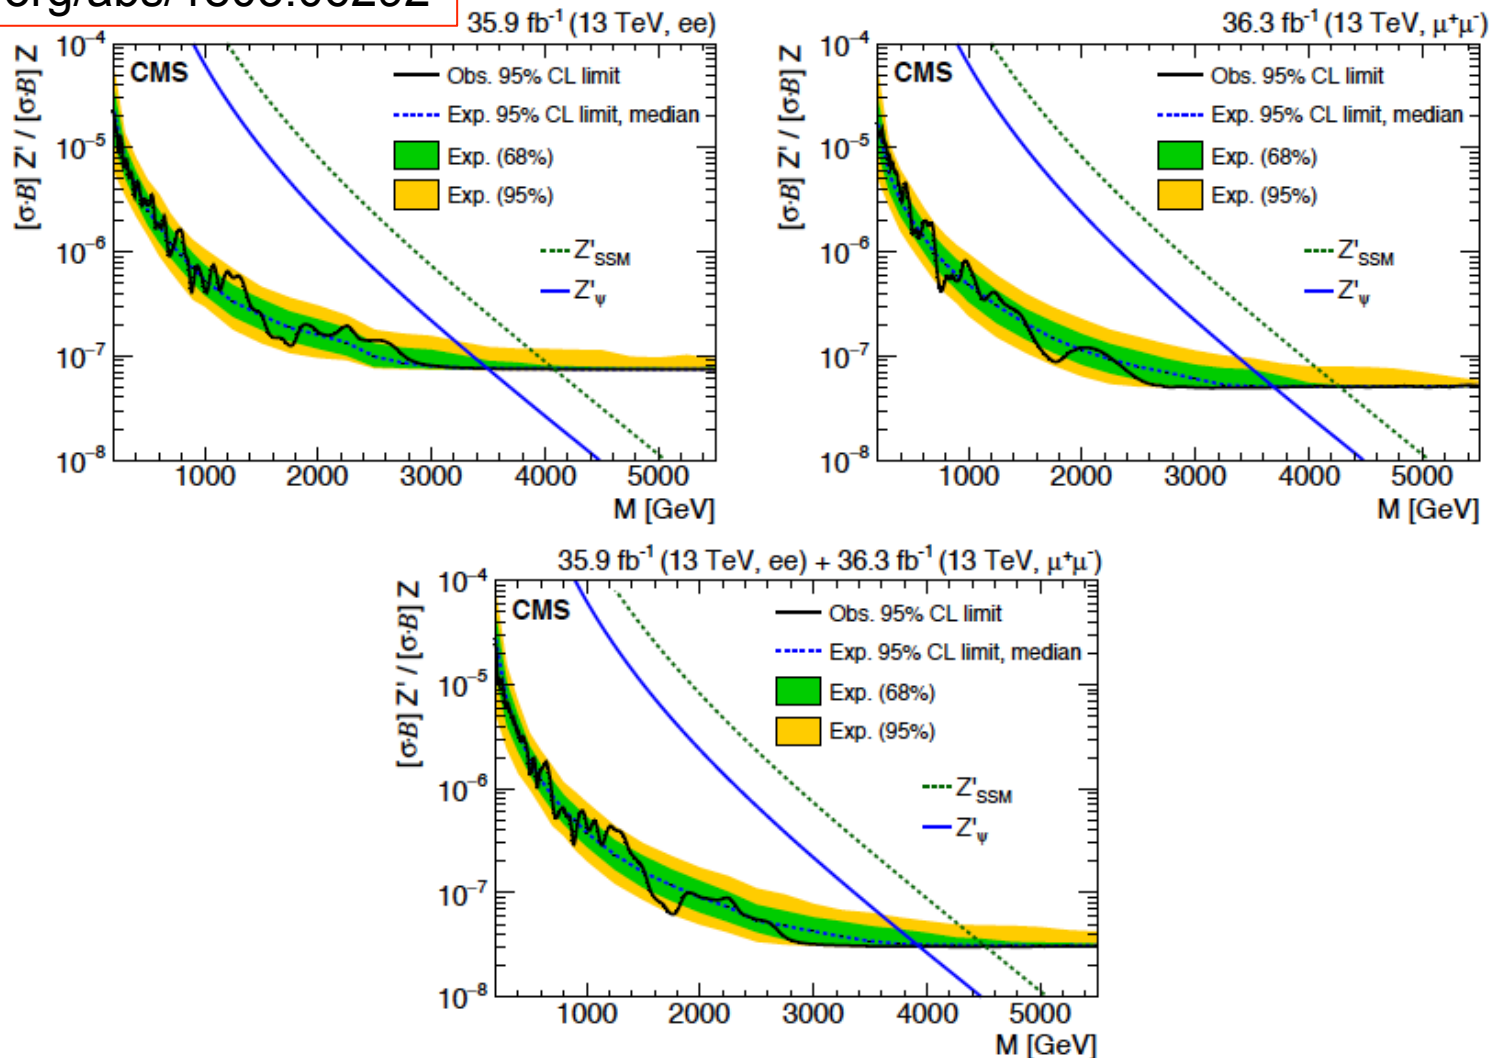 org/abs/1803.06292
35.9 fb⁻¹ (13 TeV, ee)
CMS
Obs. 95% CL limit
Exp. 95% CL limit, median
Exp. (68%)
Exp. (95%)
Z'SSM
Z'ψ
[σ·B] Z' / [σ·B] Z
10⁻⁴
10⁻⁵
10⁻⁶
10⁻⁷
10⁻⁸
1000 2000 3000 4000 5000
M [GeV]
36.3 fb⁻¹ (13 TeV, μ⁺μ⁻)
CMS
Obs. 95% CL limit
Exp. 95% CL limit, median
Exp. (68%)
Exp. (95%)
Z'SSM
Z'ψ
[σ·B] Z' / [σ·B] Z
10⁻⁴
10⁻⁵
10⁻⁶
10⁻⁷
10⁻⁸
1000 2000 3000 4000 5000
M [GeV]
35.9 fb⁻¹ (13 TeV, ee) + 36.3 fb⁻¹ (13 TeV, μ⁺μ⁻)
CMS
Obs. 95% CL limit
Exp. 95% CL limit, median
Exp. (68%)
Exp. (95%)
Z'SSM
Z'ψ
[σ·B] Z' / [σ·B] Z
10⁻⁴
10⁻⁵
10⁻⁶
10⁻⁷
10⁻⁸
1000 2000 3000 4000 5000
M [GeV]